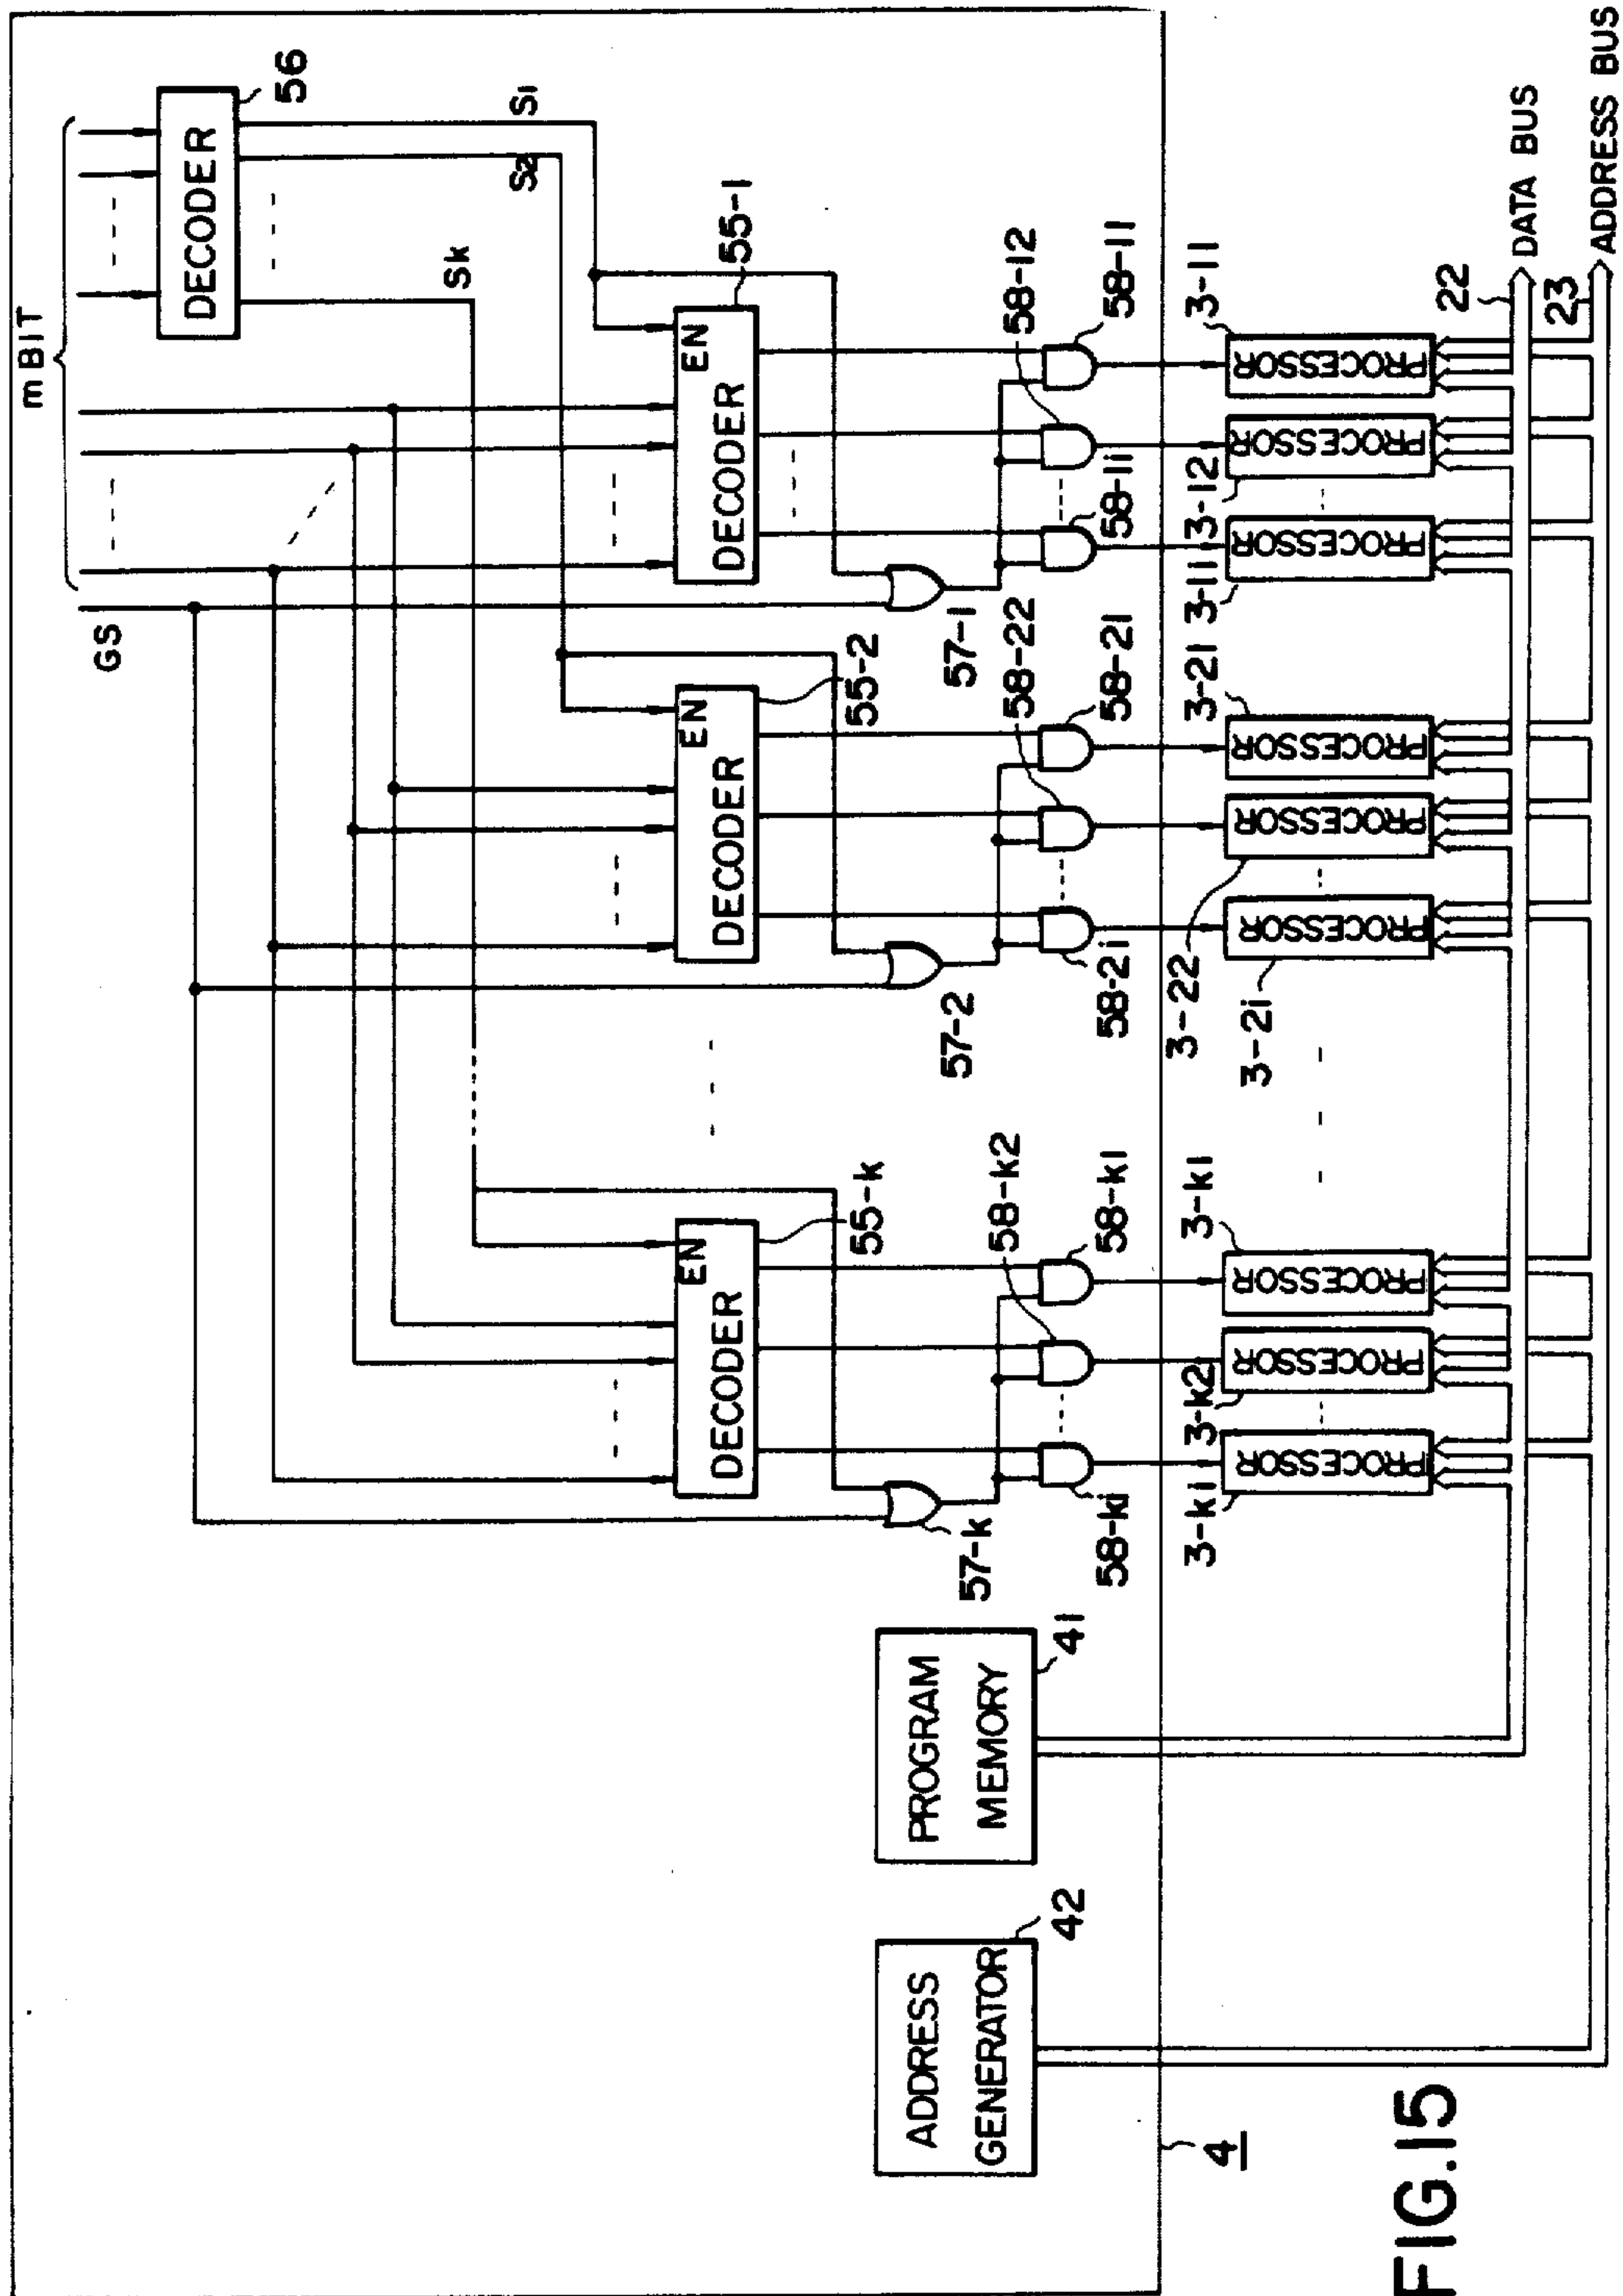 m BIT
DECODER
56
S1
S2
Sk
GS
EN
DECODER
55-1
EN
DECODER
55-2
EN
DECODER
55-k
57-1
58-12
58-11
58-1i
57-2
58-22
58-21
58-2i
57-k
58-k2
58-k1
58-ki
PROGRAM
MEMORY
41
ADDRESS
GENERATOR
42
PROCESSOR
3-11
PROCESSOR
3-12
PROCESSOR
3-1i
PROCESSOR
3-21
PROCESSOR
3-22
PROCESSOR
3-2i
PROCESSOR
3-k1
PROCESSOR
3-k2
PROCESSOR
3-ki
22
DATA BUS
23
ADDRESS BUS
4
FIG.15